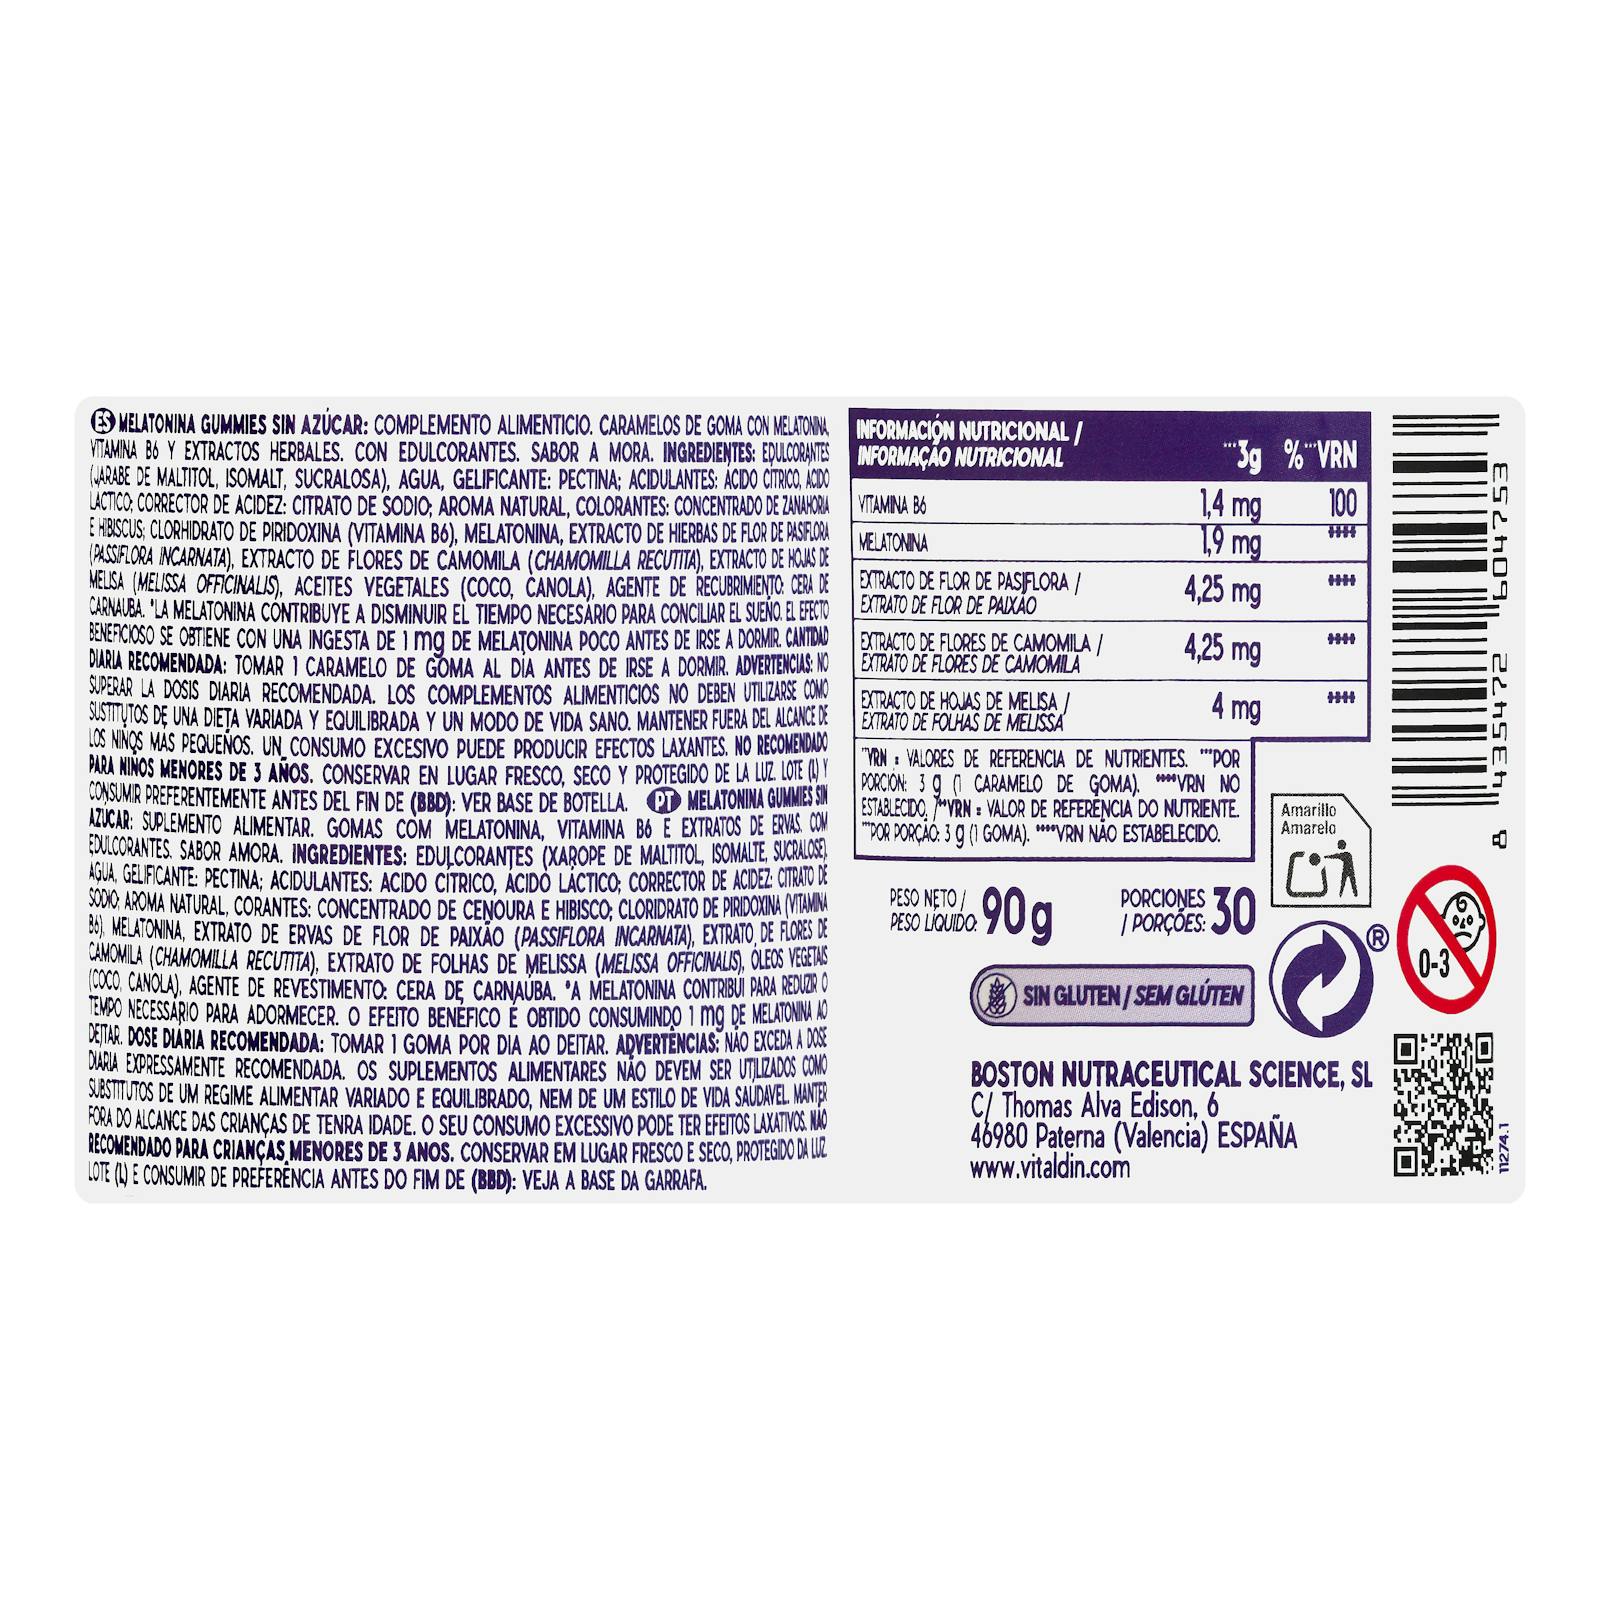 ES MELATONINA GUMMIES SIN AZÚCAR: COMPLEMENTO ALIMENTICIO. CARAMELOS DE GOMA CON MELATONINA,
VITAMINA B6 Y EXTRACTOS HERBALES. CON EDULCORANTES. SABOR A MORA. INGREDIENTES: EDULCORANTES
(JARABE DE MALTITOL, ISOMALT, SUCRALOSA), AGUA, GELIFICANTE: PECTINA; ACIDULANTES: ÁCIDO CÍTRICO, ÁCIDO
LÁCTICO; CORRECTOR DE ACIDEZ: CITRATO DE SODIO; AROMA NATURAL, COLORANTES: CONCENTRADO DE ZANAHORIA
E HIBISCUS; CLORHIDRATO DE PIRIDOXINA (VITAMINA B6), MELATONINA, EXTRACTO DE HIERBAS DE FLOR DE PASIFLORA
(PASSIFLORA INCARNATA), EXTRACTO DE FLORES DE CAMOMILA (CHAMOMILLA RECUTITA), EXTRACTO DE HOJAS DE
MELISA (MELISSA OFFICINALIS), ACEITES VEGETALES (COCO, CANOLA), AGENTE DE RECUBRIMIENTO: CERA DE
CARNAUBA. *LA MELATONINA CONTRIBUYE A DISMINUIR EL TIEMPO NECESARIO PARA CONCILIAR EL SUEÑO. EL EFECTO
BENEFICIOSO SE OBTIENE CON UNA INGESTA DE 1 mg DE MELATONINA POCO ANTES DE IRSE A DORMIR. CANTIDAD
DIARIA RECOMENDADA: TOMAR 1 CARAMELO DE GOMA AL DÍA ANTES DE IRSE A DORMIR. ADVERTENCIAS: NO
SUPERAR LA DOSIS DIARIA RECOMENDADA. LOS COMPLEMENTOS ALIMENTICIOS NO DEBEN UTILIZARSE COMO
SUSTITUTOS DE UNA DIETA VARIADA Y EQUILIBRADA Y UN MODO DE VIDA SANO. MANTENER FUERA DEL ALCANCE DE
LOS NIÑOS MÁS PEQUEÑOS. UN CONSUMO EXCESIVO PUEDE PRODUCIR EFECTOS LAXANTES. NO RECOMENDADO
PARA NIÑOS MENORES DE 3 AÑOS. CONSERVAR EN LUGAR FRESCO, SECO Y PROTEGIDO DE LA LUZ. LOTE (L) Y
CONSUMIR PREFERENTEMENTE ANTES DEL FIN DE (BBD): VER BASE DE BOTELLA. PT MELATONINA GUMMIES SIN
AZÚCAR: SUPLEMENTO ALIMENTAR. GOMAS COM MELATONINA, VITAMINA B6 E EXTRATOS DE ERVAS. COM
EDULCORANTES. SABOR AMORA. INGREDIENTES: EDULCORANTES (XAROPE DE MALTITOL, ISOMALTE, SUCRALOSE),
ÁGUA, GELIFICANTE: PECTINA; ACIDULANTES: ÁCIDO CÍTRICO, ÁCIDO LÁCTICO; CORRECTOR DE ACIDEZ: CITRATO DE
SÓDIO; AROMA NATURAL, CORANTES: CONCENTRADO DE CENOURA E HIBISCO; CLORIDRATO DE PIRIDOXINA (VITAMINA
B6), MELATONINA, EXTRATO DE ERVAS DE FLOR DE PAIXÃO (PASSIFLORA INCARNATA), EXTRATO DE FLORES DE
CAMOMILA (CHAMOMILLA RECUTITA), EXTRATO DE FOLHAS DE MELISSA (MELISSA OFFICINALIS), ÓLEOS VEGETAIS
(COCO, CANOLA), AGENTE DE REVESTIMENTO: CERA DE CARNAÚBA. *A MELATONINA CONTRIBUI PARA REDUZIR O
TEMPO NECESSÁRIO PARA ADORMECER. O EFEITO BENÉFICO É OBTIDO CONSUMINDO 1 mg DE MELATONINA AO
DEITAR. DOSE DIÁRIA RECOMENDADA: TOMAR 1 GOMA POR DIA AO DEITAR. ADVERTÊNCIAS: NÃO EXCEDA A DOSE
DIÁRIA EXPRESSAMENTE RECOMENDADA. OS SUPLEMENTOS ALIMENTARES NÃO DEVEM SER UTILIZADOS COMO
SUBSTITUTOS DE UM REGIME ALIMENTAR VARIADO E EQUILIBRADO, NEM DE UM ESTILO DE VIDA SAUDÁVEL. MANTER
FORA DO ALCANCE DAS CRIANÇAS DE TENRA IDADE. O SEU CONSUMO EXCESSIVO PODE TER EFEITOS LAXATIVOS. NÃO
RECOMENDADO PARA CRIANÇAS MENORES DE 3 ANOS. CONSERVAR EM LUGAR FRESCO E SECO, PROTEGIDO DA LUZ.
LOTE (L) E CONSUMIR DE PREFERÊNCIA ANTES DO FIM DE (BBD): VEJA A BASE DA GARRAFA.
INFORMACIÓN NUTRICIONAL /
INFORMAÇÃO NUTRICIONAL ***3g %**VRN
VITAMINA B6 1,4 mg 100
MELATONINA 1,9 mg ****
EXTRACTO DE FLOR DE PASIFLORA /
EXTRATO DE FLOR DE PAIXÃO 4,25 mg ****
EXTRACTO DE FLORES DE CAMOMILA /
EXTRATO DE FLORES DE CAMOMILA 4,25 mg ****
EXTRACTO DE HOJAS DE MELISA /
EXTRATO DE FOLHAS DE MELISSA 4 mg ****
**VRN = VALORES DE REFERENCIA DE NUTRIENTES. ***POR
PORCIÓN: 3 g (1 CARAMELO DE GOMA). ****VRN NO
ESTABLECIDO. /**VRN = VALOR DE REFERÊNCIA DO NUTRIENTE.
***POR PORÇÃO: 3 g (1 GOMA). ****VRN NÃO ESTABELECIDO.
PESO NETO /
PESO LÍQUIDO: 90g
PORCIONES
/ PORÇÕES: 30
Amarillo
Amarelo
SIN GLUTEN / SEM GLÚTEN
®
0-3
BOSTON NUTRACEUTICAL SCIENCE, SL
C/ Thomas Alva Edison, 6
46980 Paterna (Valencia) ESPAÑA
www.vitaldin.com
8 435472 604753
11274.1